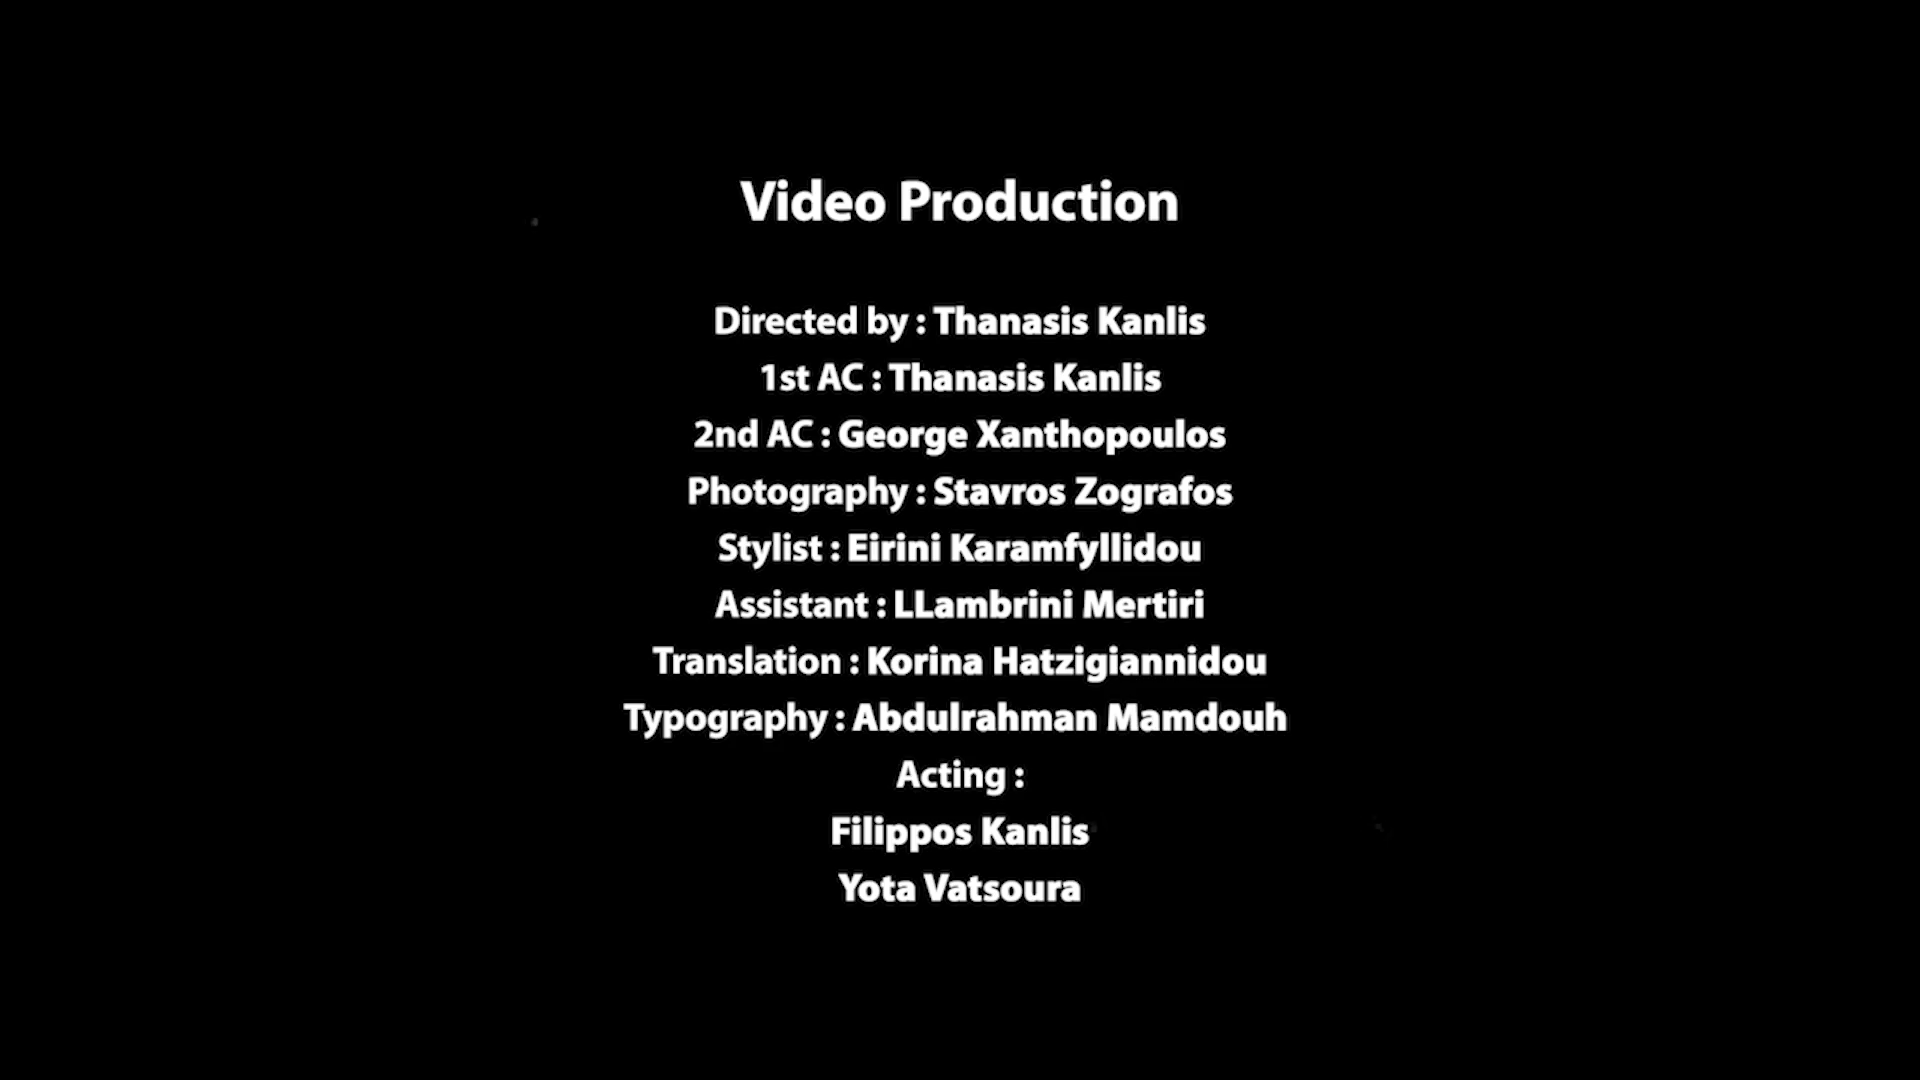 Video Production
Directed by : Thanasis Kanlis
1st AC : Thanasis Kanlis
2nd AC : George Xanthopoulos
Photography : Stavros Zografos
Stylist : Eirini Karamfyllidou
Assistant : LLambrini Mertiri
Translation : Korina Hatzigiannidou
Typography : Abdulrahman Mamdouh
Acting :
Filippos Kanlis
Yota Vatsoura